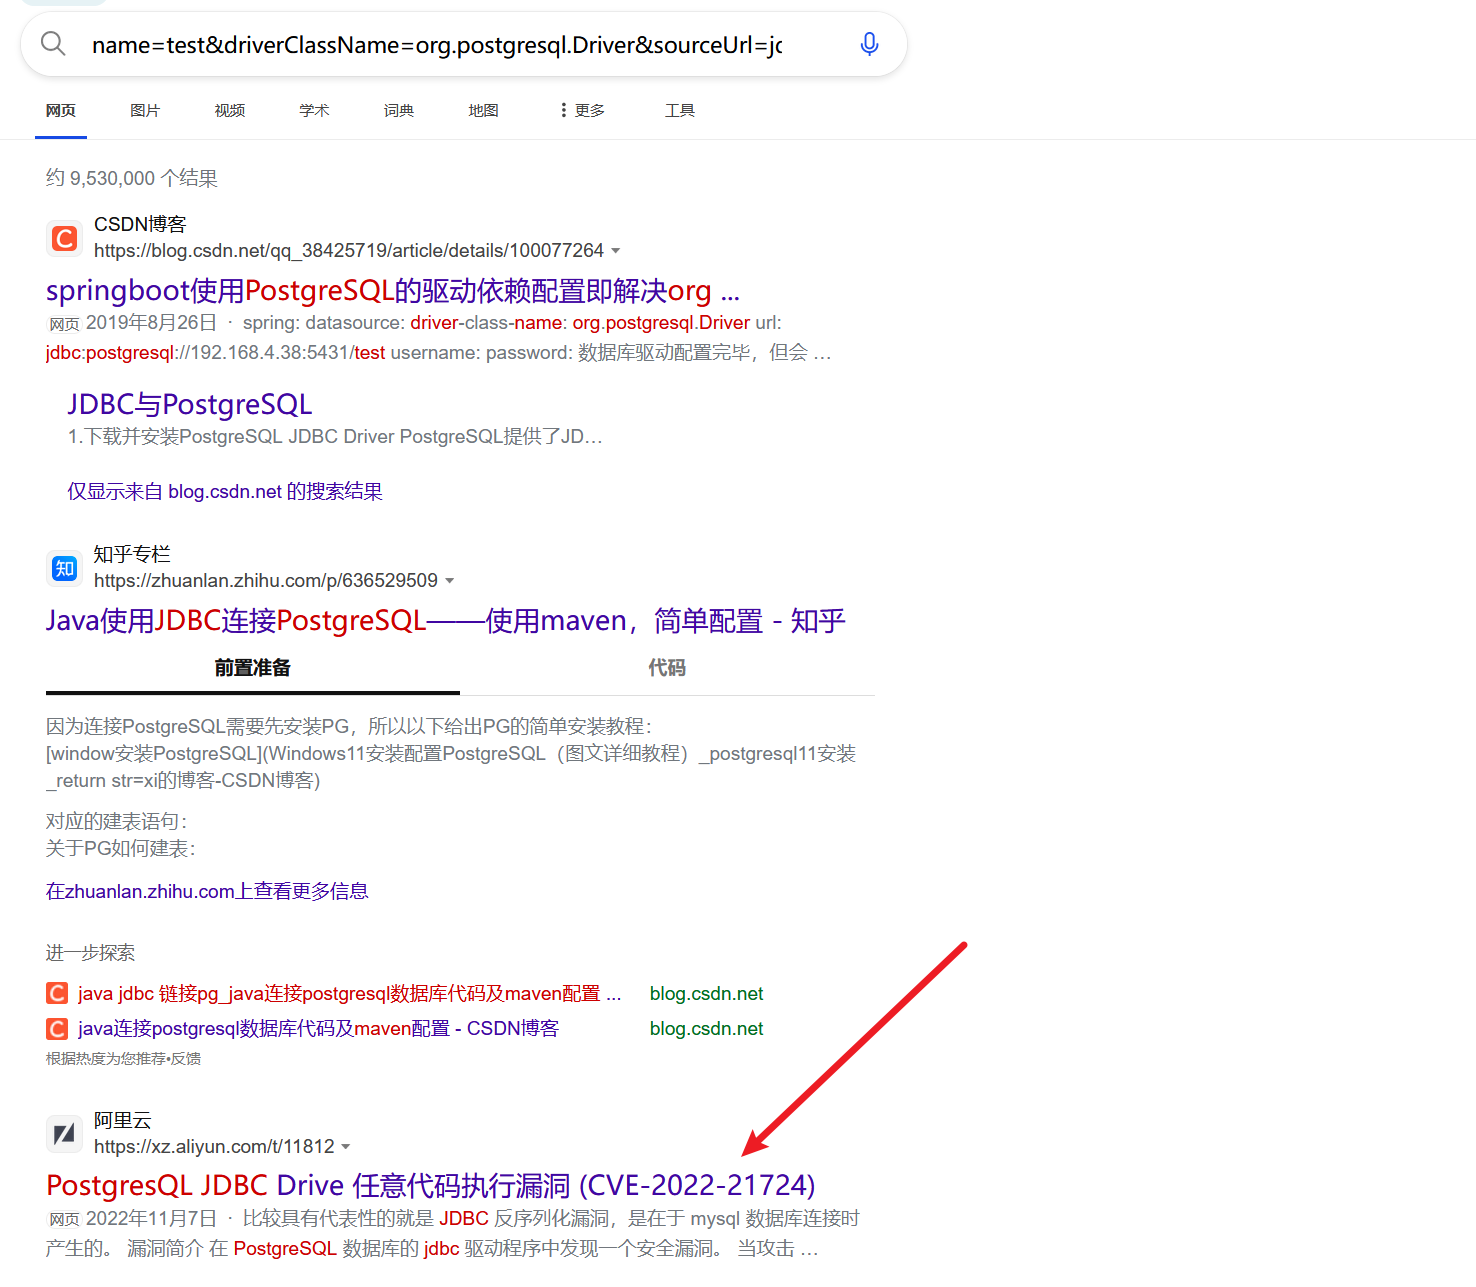 name=test&driverClassName=org.postgresql.Driver&sourceUrl=jd
网页 图片 视频 学术 词典 地图 更多 工具
约 9,530,000 个结果
CSDN博客
https://blog.csdn.net/qq_38425719/article/details/100077264
springboot使用PostgreSQL的驱动依赖配置即解决org ...
网页 2019年8月26日 · spring: datasource: driver-class-name: org.postgresql.Driver url:
jdbc:postgresql://192.168.4.38:5431/test username: password: 数据库驱动配置完毕，但会 …
JDBC与PostgreSQL
1.下载并安装PostgreSQL JDBC Driver PostgreSQL提供了JD…
仅显示来自 blog.csdn.net 的搜索结果
知乎专栏
https://zhuanlan.zhihu.com/p/636529509
Java使用JDBC连接PostgreSQL——使用maven，简单配置 - 知乎
前置准备 代码
因为连接PostgreSQL需要先安装PG，所以以下给出PG的简单安装教程：
[window安装PostgreSQL](Windows11安装配置PostgreSQL（图文详细教程）_postgresql11安装
_return str=xi的博客-CSDN博客)
对应的建表语句：
关于PG如何建表：
在zhuanlan.zhihu.com上查看更多信息
进一步探索
java jdbc 链接pg_java连接postgresql数据库代码及maven配置 ... blog.csdn.net
java连接postgresql数据库代码及maven配置 - CSDN博客 blog.csdn.net
根据热度为您推荐•反馈
阿里云
https://xz.aliyun.com/t/11812
PostgresQL JDBC Drive 任意代码执行漏洞 (CVE-2022-21724)
网页 2022年11月7日 · 比较具有代表性的就是 JDBC 反序列化漏洞，是在于 mysql 数据库连接时
产生的。 漏洞简介 在 PostgreSQL 数据库的 jdbc 驱动程序中发现一个安全漏洞。 当攻击 …